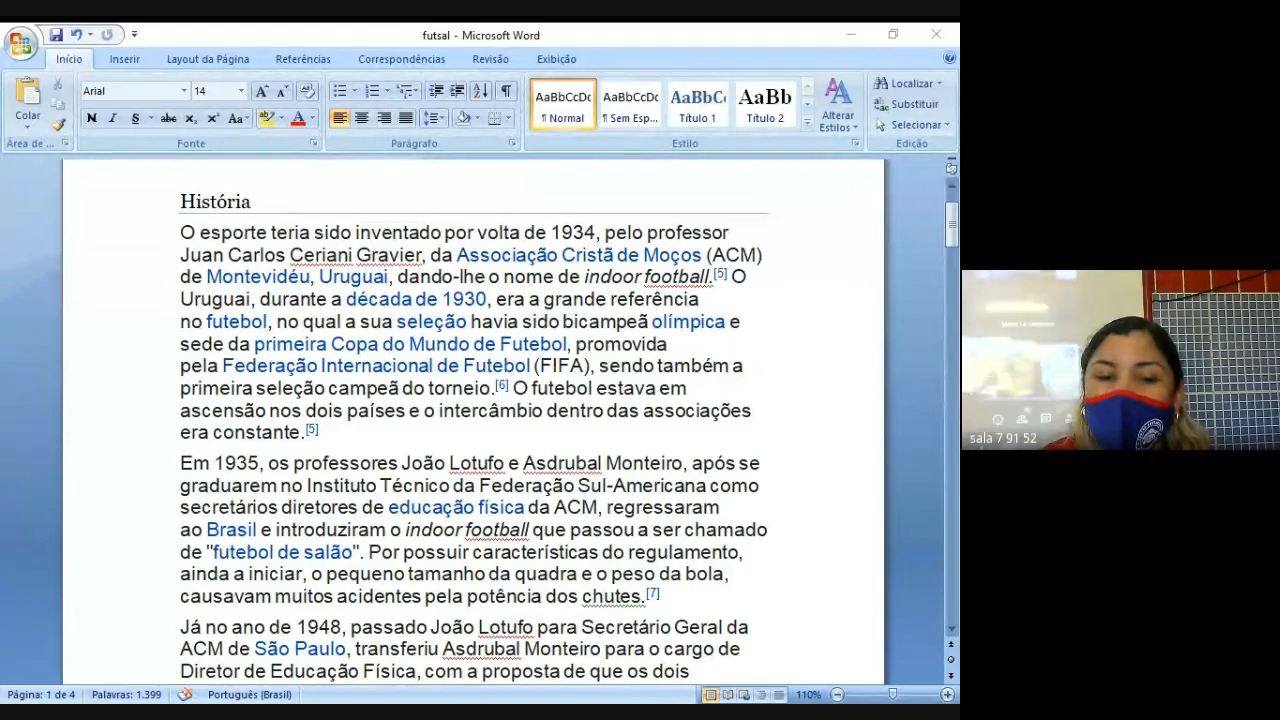 futsal - Microsoft Word
Início Inserir Layout da Página Referências Correspondências Revisão Exibição
Colar
Arial 14
AaBbCcDc AaBbCcDc AaBbC AaBb
¶ Normal ¶ Sem Esp... Título 1 Título 2
Alterar Estilos
Localizar
Substituir
Selecionar
Área de ... Fonte Parágrafo Estilo Edição
História
O esporte teria sido inventado por volta de 1934, pelo professor
Juan Carlos Ceriani Gravier, da Associação Cristã de Moços (ACM)
de Montevidéu, Uruguai, dando-lhe o nome de indoor football.[5] O
Uruguai, durante a década de 1930, era a grande referência
no futebol, no qual a sua seleção havia sido bicampeã olímpica e
sede da primeira Copa do Mundo de Futebol, promovida
pela Federação Internacional de Futebol (FIFA), sendo também a
primeira seleção campeã do torneio.[6] O futebol estava em
ascensão nos dois países e o intercâmbio dentro das associações
era constante.[5]
Em 1935, os professores João Lotufo e Asdrubal Monteiro, após se
graduarem no Instituto Técnico da Federação Sul-Americana como
secretários diretores de educação física da ACM, regressaram
ao Brasil e introduziram o indoor football que passou a ser chamado
de "futebol de salão". Por possuir características do regulamento,
ainda a iniciar, o pequeno tamanho da quadra e o peso da bola,
causavam muitos acidentes pela potência dos chutes.[7]
Já no ano de 1948, passado João Lotufo para Secretário Geral da
ACM de São Paulo, transferiu Asdrubal Monteiro para o cargo de
Diretor de Educação Física, com a proposta de que os dois
Página: 1 de 4 Palavras: 1.399 Português (Brasil) 110%
sala 7 91 52